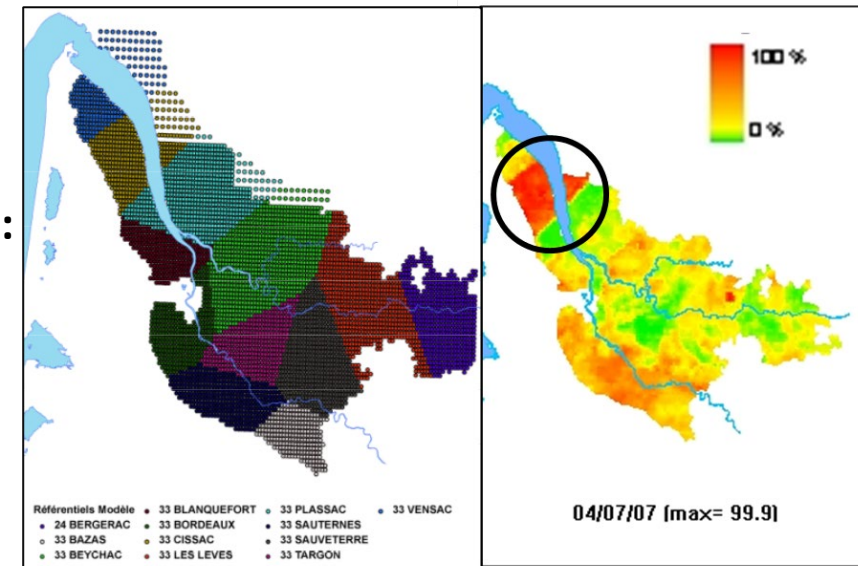 :
100 %
0 %
04/07/07 (max= 99.9)
Référentiels Modèle
24 BERGERAC
33 BAZAS
33 BEYCHAC
33 BLANQUEFORT
33 BORDEAUX
33 CISSAC
33 LES LEVES
33 PLASSAC
33 SAUTERNES
33 SAUVETERRE
33 TARGON
33 VENSAC